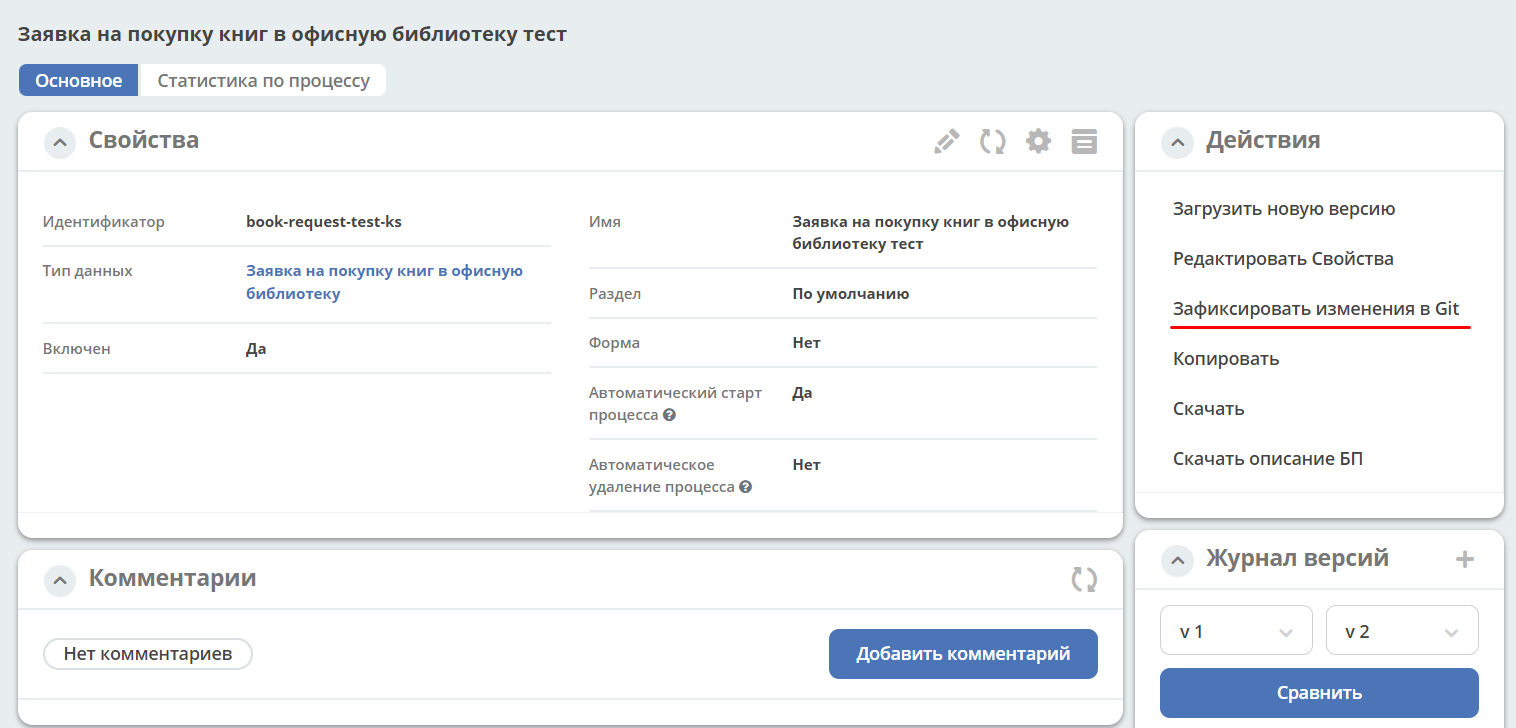 Заявка на покупку книг в офисную библиотеку тест
Основное
Статистика по процессу
Свойства
Идентификатор
book-request-test-ks
Тип данных
Заявка на покупку книг в офисную
библиотеку
Включен
Да
Имя
Заявка на покупку книг в офисную
библиотеку тест
Раздел
По умолчанию
Форма
Нет
Автоматический старт
процесса
Да
Автоматическое
удаление процесса
Нет
Комментарии
Нет комментариев
Добавить комментарий
Действия
Загрузить новую версию
Редактировать Свойства
Зафиксировать изменения в Git
Копировать
Скачать
Скачать описание БП
Журнал версий
v 1
v 2
Сравнить